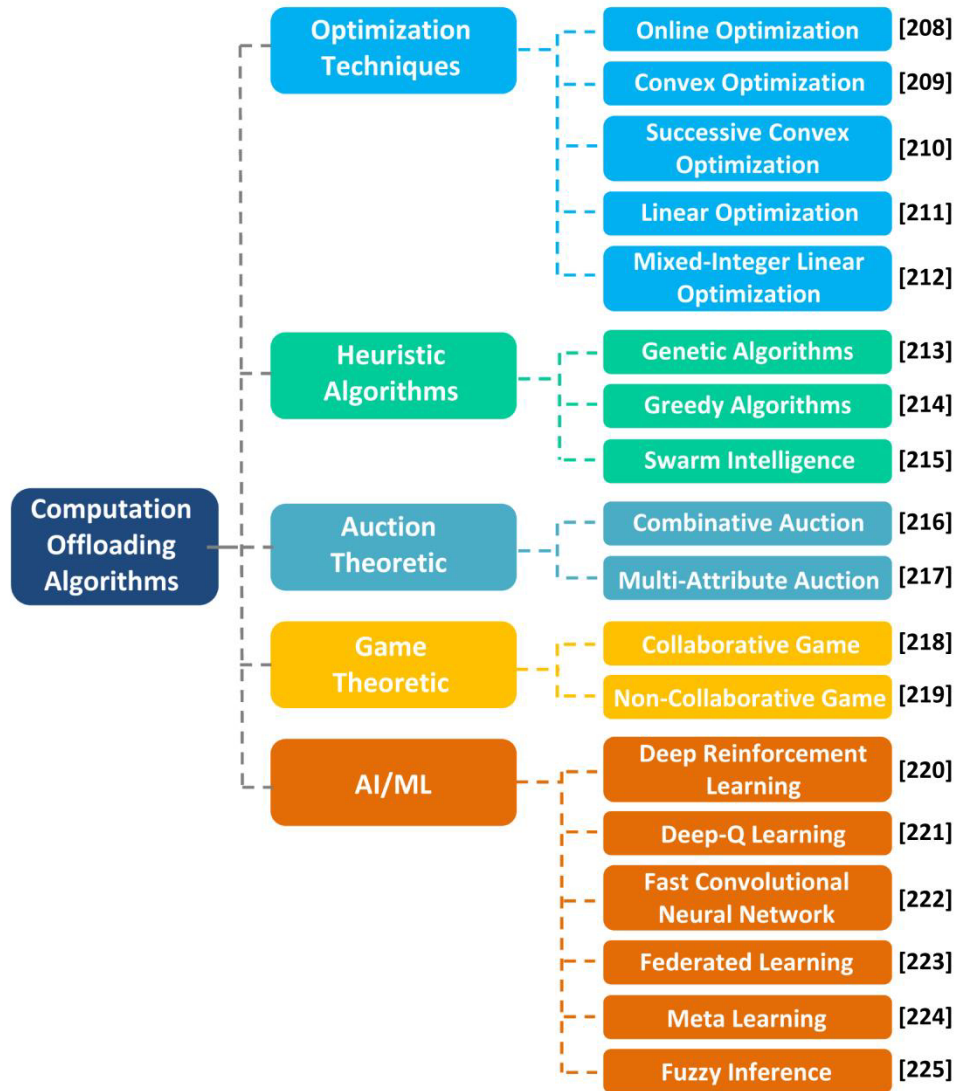 Computation
Offloading
Algorithms
Optimization
Techniques
Online Optimization
[208]
Convex Optimization
[209]
Successive Convex
Optimization
[210]
Linear Optimization
[211]
Mixed-Integer Linear
Optimization
[212]
Heuristic
Algorithms
Genetic Algorithms
[213]
Greedy Algorithms
[214]
Swarm Intelligence
[215]
Auction
Theoretic
Combinative Auction
[216]
Multi-Attribute Auction
[217]
Game
Theoretic
Collaborative Game
[218]
Non-Collaborative Game
[219]
AI/ML
Deep Reinforcement
Learning
[220]
Deep-Q Learning
[221]
Fast Convolutional
Neural Network
[222]
Federated Learning
[223]
Meta Learning
[224]
Fuzzy Inference
[225]